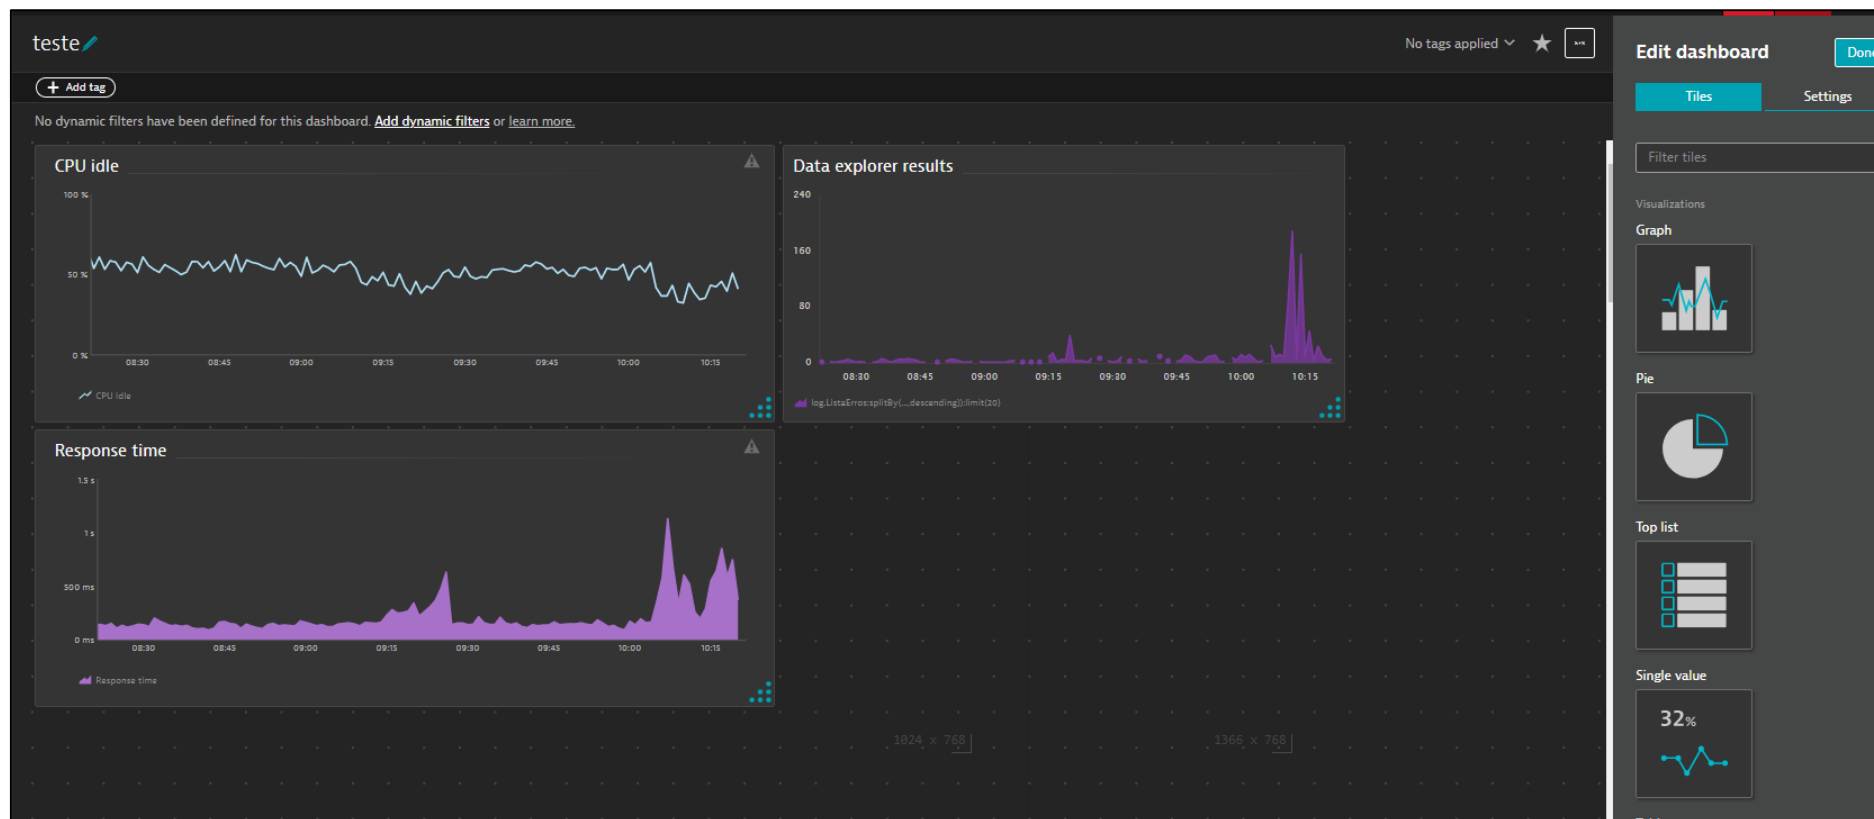 teste
No tags applied
Edit dashboard
Done
Add tag
Tiles
Settings
No dynamic filters have been defined for this dashboard. Add dynamic filters or learn more.
Filter tiles
CPU idle
100 %
50 %
0 %
08:30 08:45 09:00 09:15 09:30 09:45 10:00 10:15
CPU idle
Data explorer results
240
160
80
0
08:30 08:45 09:00 09:15 09:30 09:45 10:00 10:15
log.ListaErros:splitBy(..._descending)):limit(20)
Response time
1.5 s
1 s
500 ms
0 ms
08:30 08:45 09:00 09:15 09:30 09:45 10:00 10:15
Response time
1024 x 768
1366 x 768
Visualizations
Graph
Pie
Top list
Single value
32%